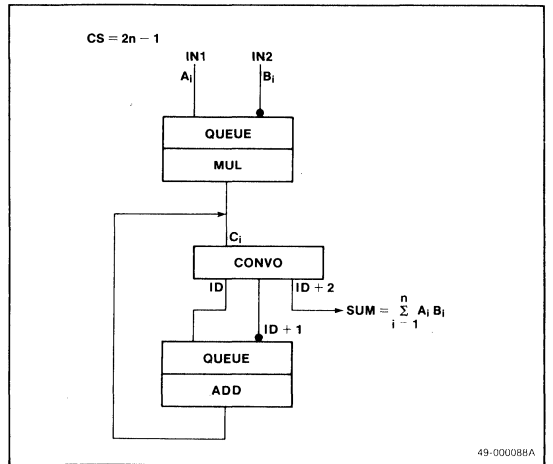 CS = 2n − 1
IN1 IN2
Ai Bi
QUEUE
MUL
Ci
CONVO
ID ID + 2
SUM = n Σ i − 1 Ai Bi
ID + 1
QUEUE
ADD
49-000088A